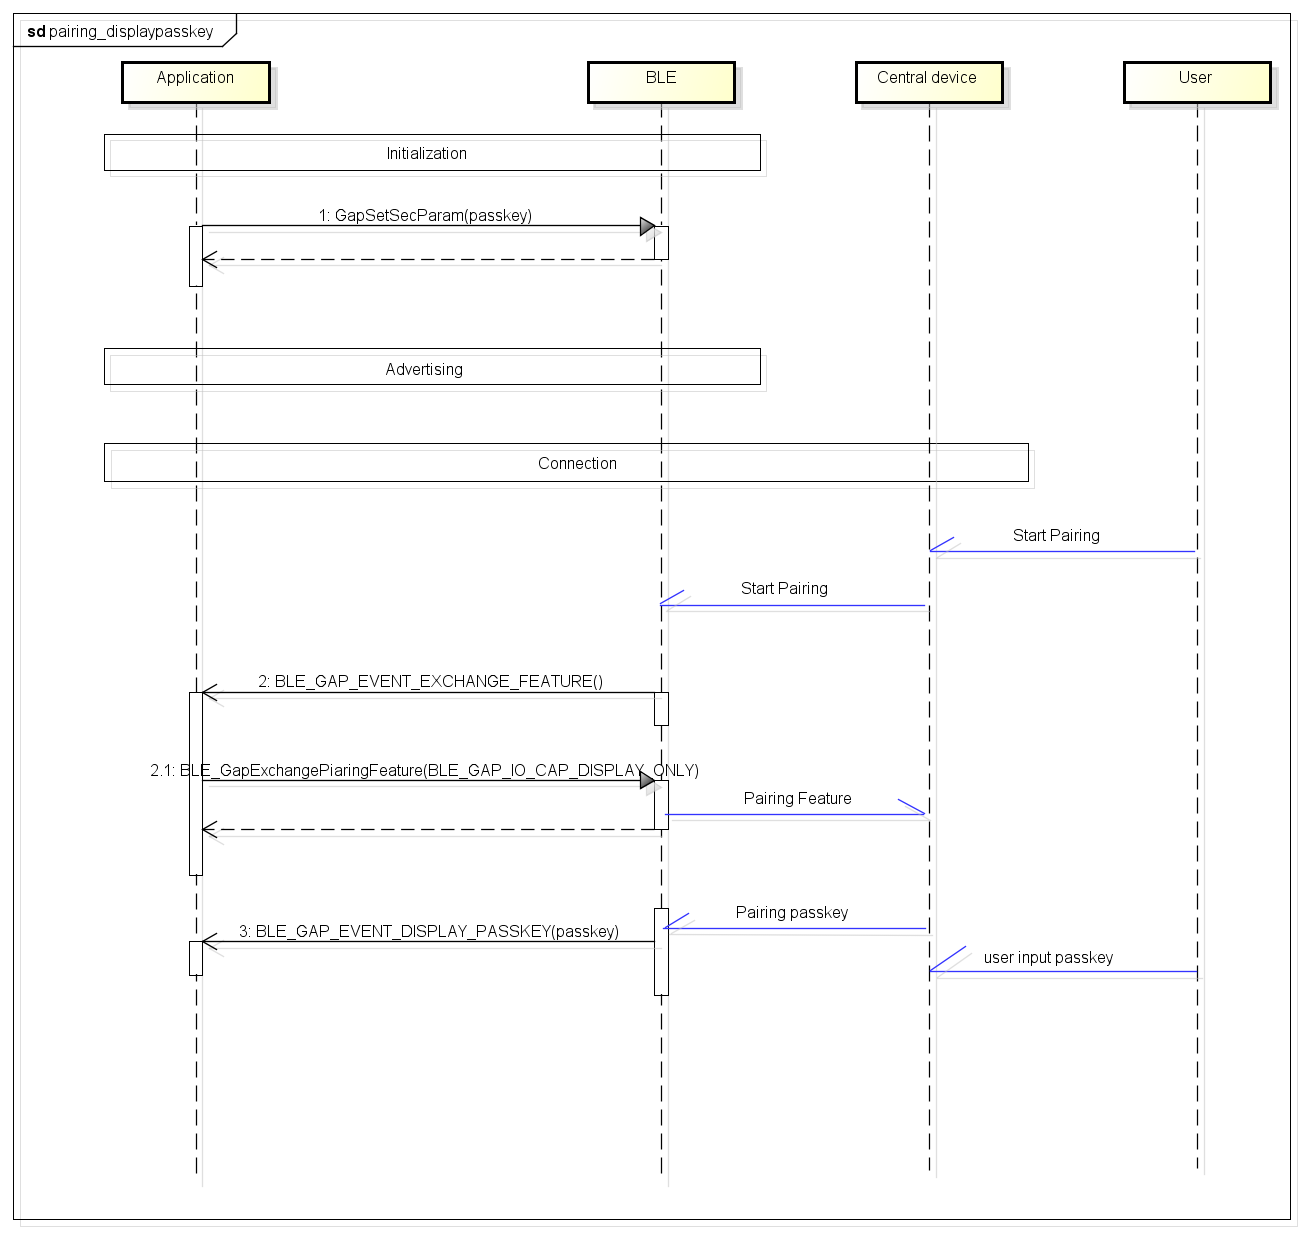 sd pairing_displaypasskey
Application
BLE
Central device
User
Initialization
1: GapSetSecParam(passkey)
Advertising
Connection
Start Pairing
Start Pairing
2: BLE_GAP_EVENT_EXCHANGE_FEATURE()
2.1: BLE_GapExchangePiaringFeature(BLE_GAP_IO_CAP_DISPLAY_ONLY)
Pairing Feature
Pairing passkey
3: BLE_GAP_EVENT_DISPLAY_PASSKEY(passkey)
user input passkey